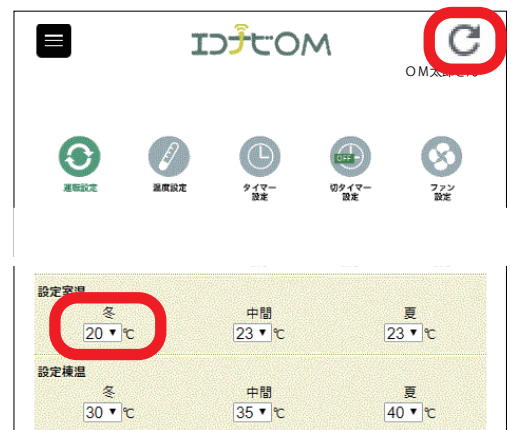 エコナビOM
OM太郎さん
運転設定
温度設定
タイマー
設定
OFF
切タイマー
設定
ファン
設定
設定室温
冬 中間 夏
20 ▼ ℃ 23 ▼ ℃ 23 ▼ ℃
設定棟温
冬 中間 夏
30 ▼ ℃ 35 ▼ ℃ 40 ▼ ℃